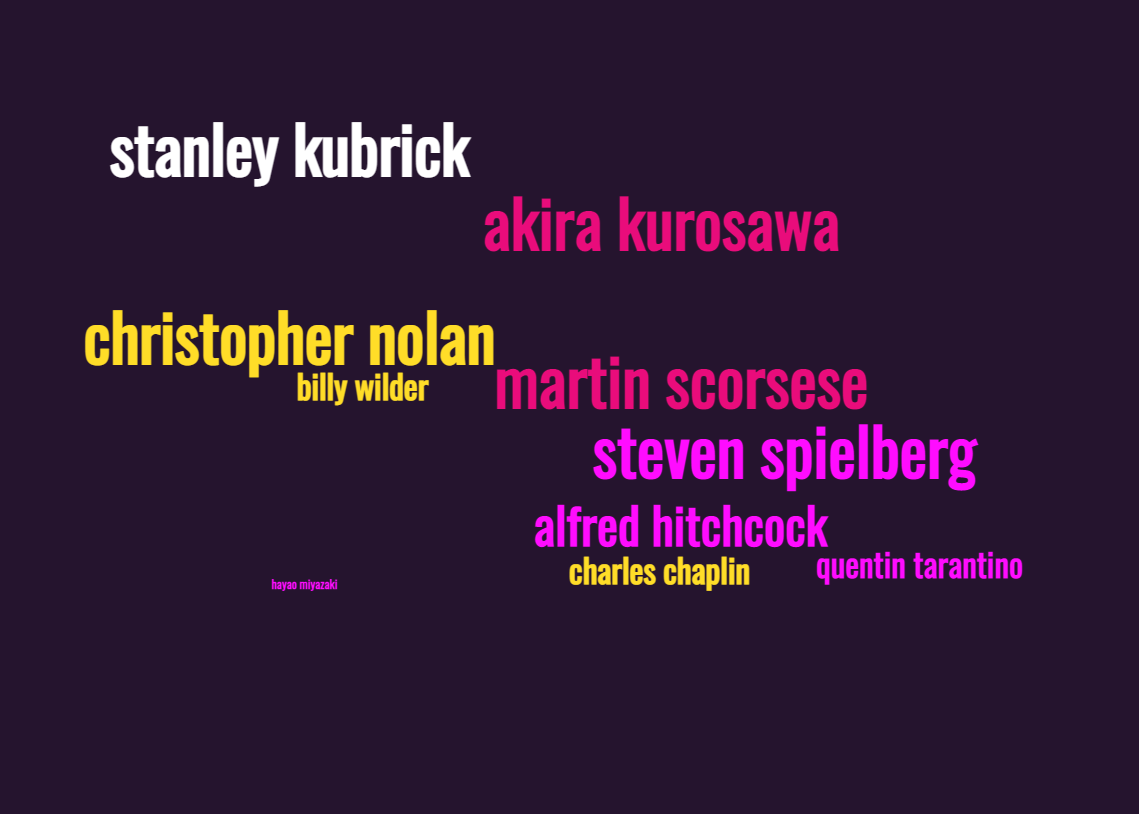 stanley kubrick
akira kurosawa
christopher nolan
billy wilder
martin scorsese
steven spielberg
alfred hitchcock
charles chaplin
quentin tarantino
hayao miyazaki